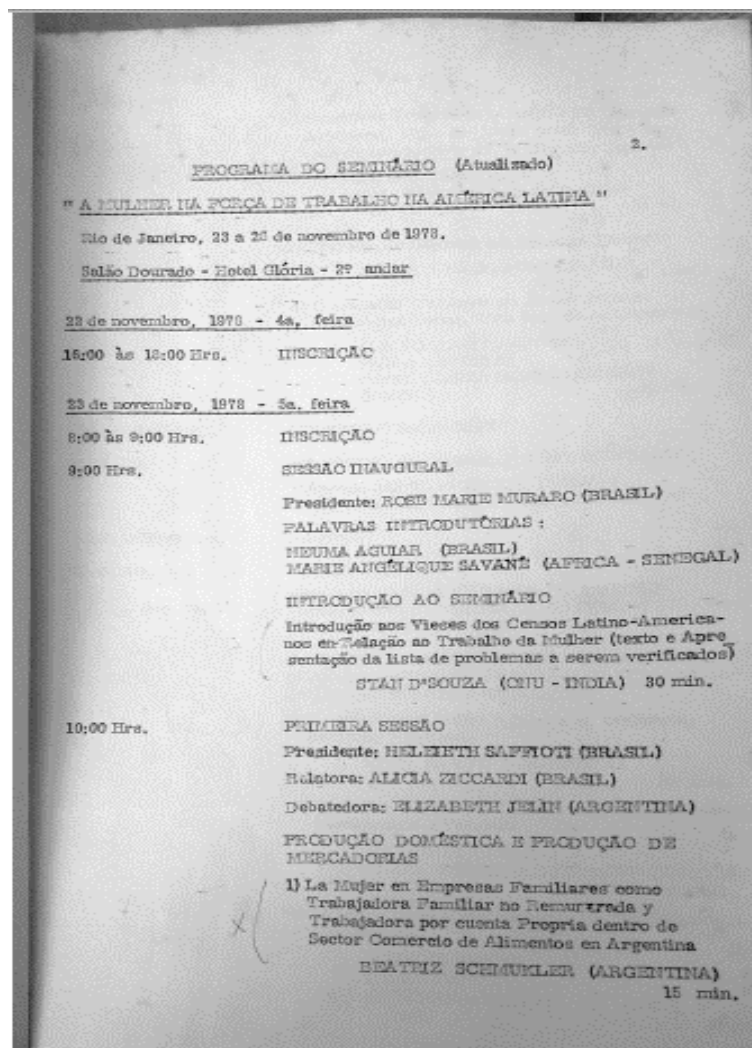 2.
PROGRAMA DO SEMINÁRIO (Atualizado)
" A MULHER NA FORÇA DE TRABALHO NA AMÉRICA LATINA "
Rio de Janeiro, 23 a 26 de novembro de 1978.
Salão Dourado - Hotel Glória - 2º andar
22 de novembro, 1978 - 4a. feira
15:00 às 18:00 Hrs. INSCRIÇÃO
23 de novembro, 1978 - 5a. feira
8:00 às 9:00 Hrs. INSCRIÇÃO
9:00 Hrs. SESSÃO INAUGURAL
Presidente: ROSE MARIE MURARO (BRASIL)
PALAVRAS INTRODUTÓRIAS :
NEUMA AGUIAR (BRASIL)
MARIE ANGÉLIQUE SAVANÉ (AFRICA - SENEGAL)
INTRODUÇÃO AO SEMINÁRIO
Introdução aos Vieses dos Censos Latino-America-
nos en Relação ao Trabalho da Mulher (texto e Apre
sentação da lista de problemas a serem verificados)
STAN D'SOUZA (ONU - INDIA) 30 min.
10:00 Hrs. PRIMEIRA SESSÃO
Presidente: HELEIETH SAFFIOTI (BRASIL)
Relatora: ALICIA ZICCARDI (BRASIL)
Debatedora: ELIZABETH JELIN (ARGENTINA)
PRODUÇÃO DOMÉSTICA E PRODUÇÃO DE
MERCADORIAS
1) La Mujer en Empresas Familiares como
Trabajadora Familiar no Remunerada y
Trabajadora por cuenta Propria dentro de
Sector Comercio de Alimentos en Argentina
BEATRIZ SCHMUKLER (ARGENTINA)
15 min.